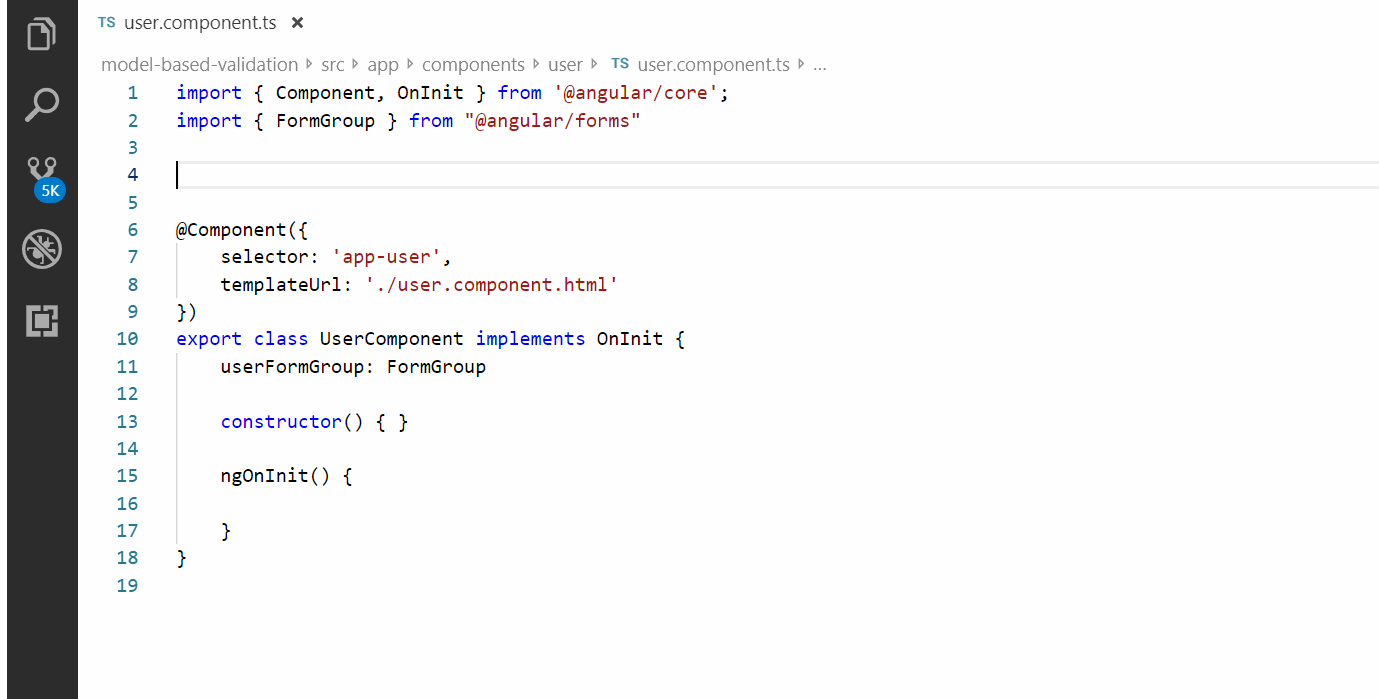 TS user.component.ts ×
model-based-validation › src › app › components › user › TS user.component.ts › ...
5K
1 import { Component, OnInit } from '@angular/core';
2 import { FormGroup } from "@angular/forms"
3
4
5
6 @Component({
7     selector: 'app-user',
8     templateUrl: './user.component.html'
9 })
10 export class UserComponent implements OnInit {
11     userFormGroup: FormGroup
12
13     constructor() { }
14
15     ngOnInit() {
16
17     }
18 }
19